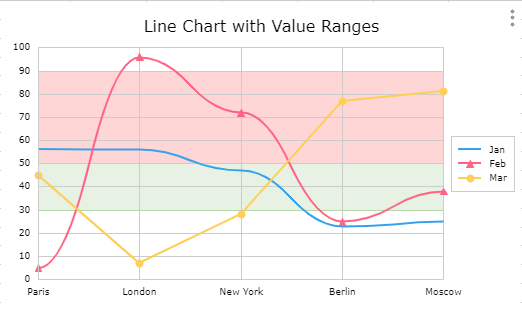 Line Chart with Value Ranges
100
90
80
70
60
50
40
30
20
10
0
Paris London New York Berlin Moscow
Jan
Feb
Mar